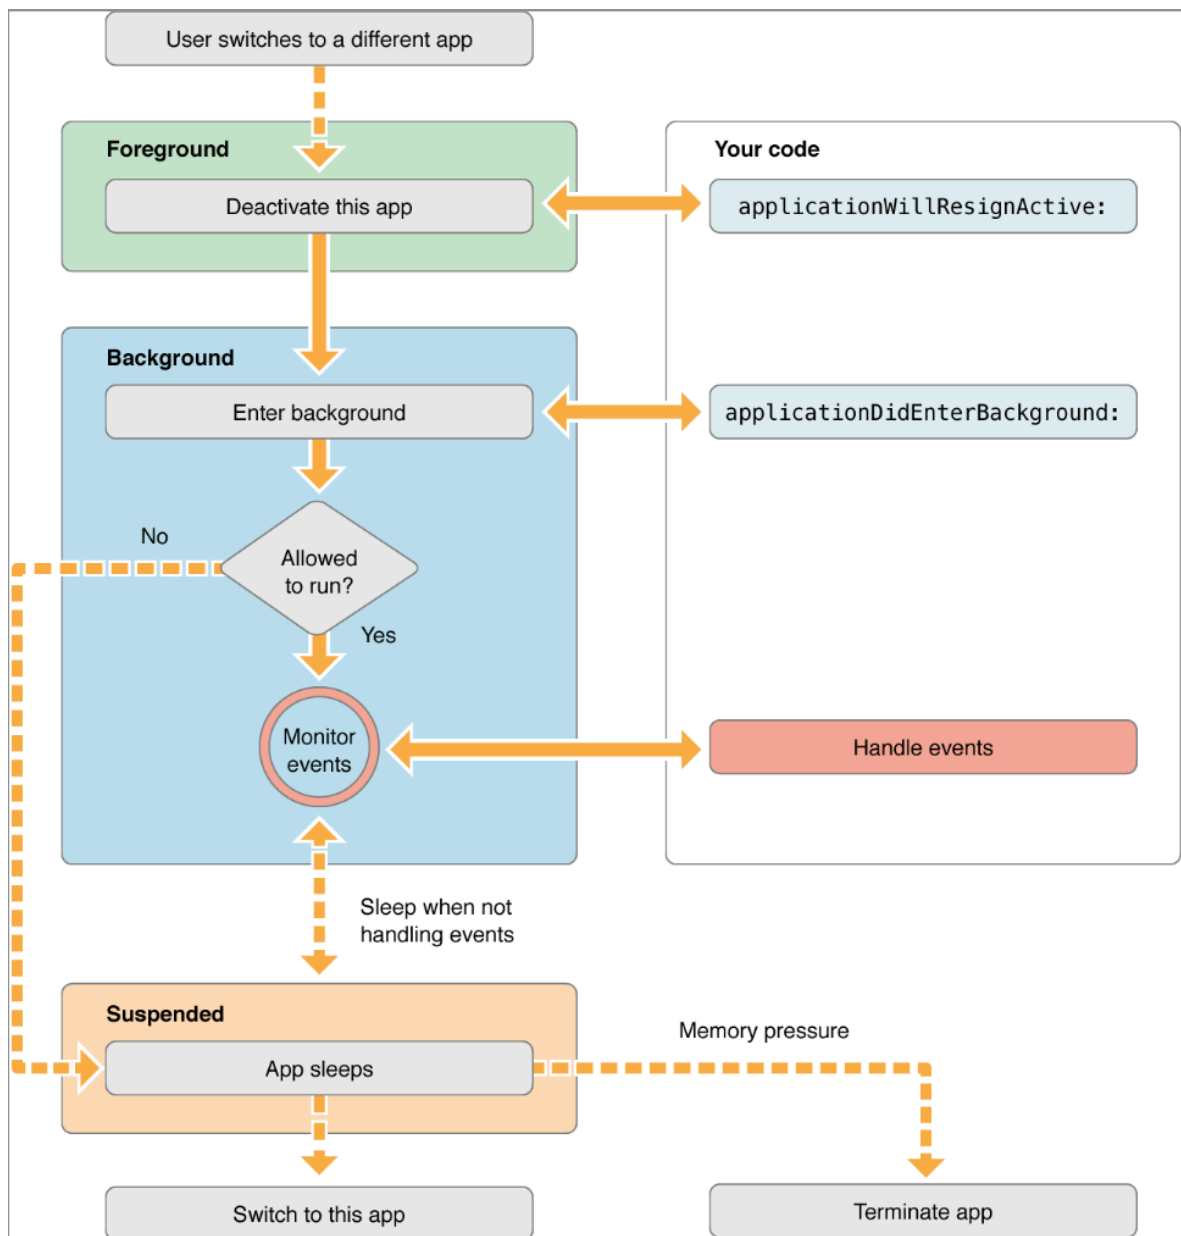 User switches to a different app
Foreground
Your code
Deactivate this app
applicationWillResignActive:
Background
Enter background
applicationDidEnterBackground:
No
Allowed
to run?
Yes
Monitor
events
Handle events
Sleep when not
handling events
Suspended
Memory pressure
App sleeps
Switch to this app
Terminate app